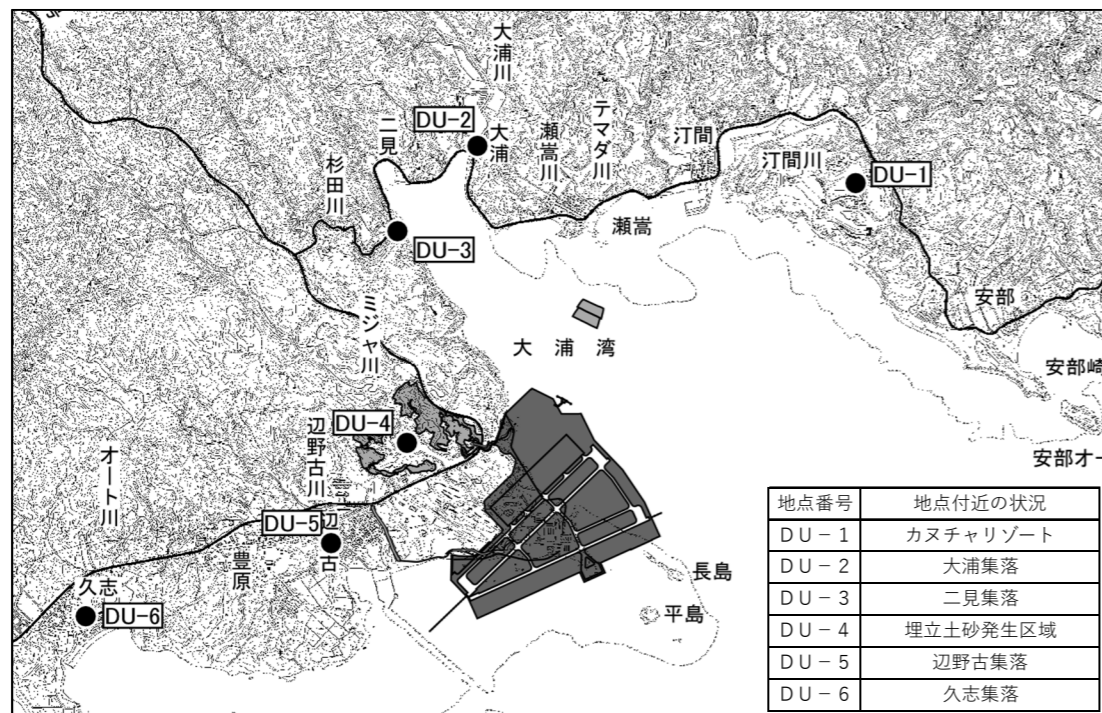 大浦川
DU-2
二見
大浦
瀬嵩川
テマダ川
汀間
汀間川
DU-1
杉田川
瀬嵩
DU-3
安部
ミジャ川
大浦湾
安部崎
DU-4
辺野古川
安部オー
オート川
DU-5
辺
古
豊原
長島
久志
平島
DU-6
地点番号 地点付近の状況
DU-1 カヌチャリゾート
DU-2 大浦集落
DU-3 二見集落
DU-4 埋立土砂発生区域
DU-5 辺野古集落
DU-6 久志集落